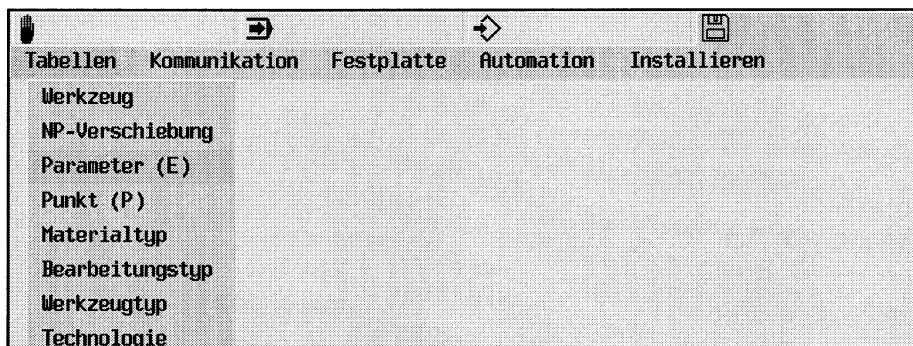 Tabellen Kommunikation Festplatte Automation Installieren
Werkzeug
NP-Verschiebung
Parameter (E)
Punkt (P)
Materialtyp
Bearbeitungstyp
Werkzeugtyp
Technologie